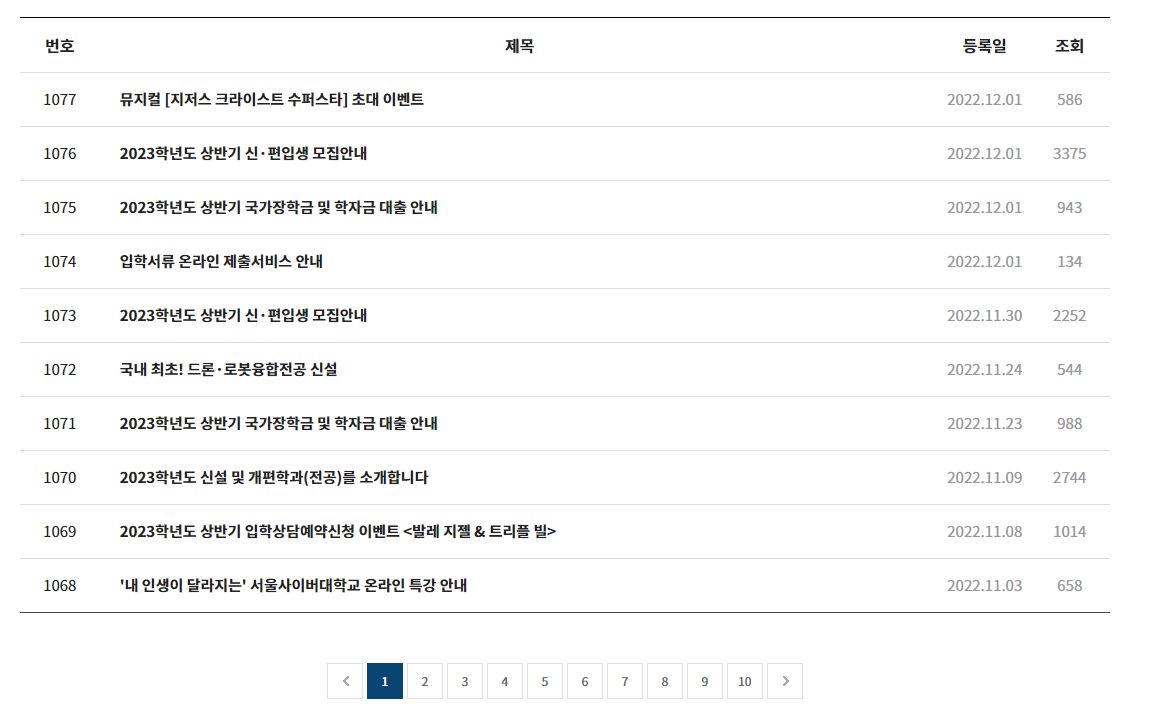 번호 제목 등록일 조회
1077 뮤지컬 [지저스 크라이스트 수퍼스타] 초대 이벤트 2022.12.01 586
1076 2023학년도 상반기 신·편입생 모집안내 2022.12.01 3375
1075 2023학년도 상반기 국가장학금 및 학자금 대출 안내 2022.12.01 943
1074 입학서류 온라인 제출서비스 안내 2022.12.01 134
1073 2023학년도 상반기 신·편입생 모집안내 2022.11.30 2252
1072 국내 최초! 드론·로봇융합전공 신설 2022.11.24 544
1071 2023학년도 상반기 국가장학금 및 학자금 대출 안내 2022.11.23 988
1070 2023학년도 신설 및 개편학과(전공)를 소개합니다 2022.11.09 2744
1069 2023학년도 상반기 입학상담예약신청 이벤트 <발레 지젤 & 트리플 빌> 2022.11.08 1014
1068 '내 인생이 달라지는' 서울사이버대학교 온라인 특강 안내 2022.11.03 658
< 1 2 3 4 5 6 7 8 9 10 >